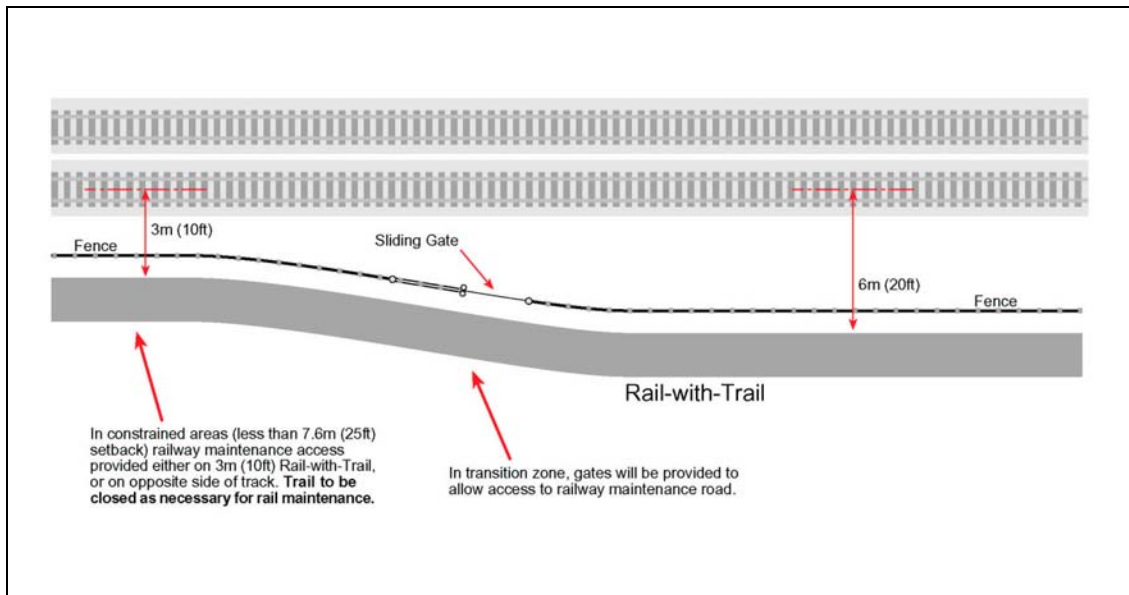 3m (10ft)
Fence
Sliding Gate
6m (20ft)
Fence
Rail-with-Trail
In constrained areas (less than 7.6m (25ft)
setback) railway maintenance access
provided either on 3m (10ft) Rail-with-Trail,
or on opposite side of track. Trail to be
closed as necessary for rail maintenance.
In transition zone, gates will be provided to
allow access to railway maintenance road.